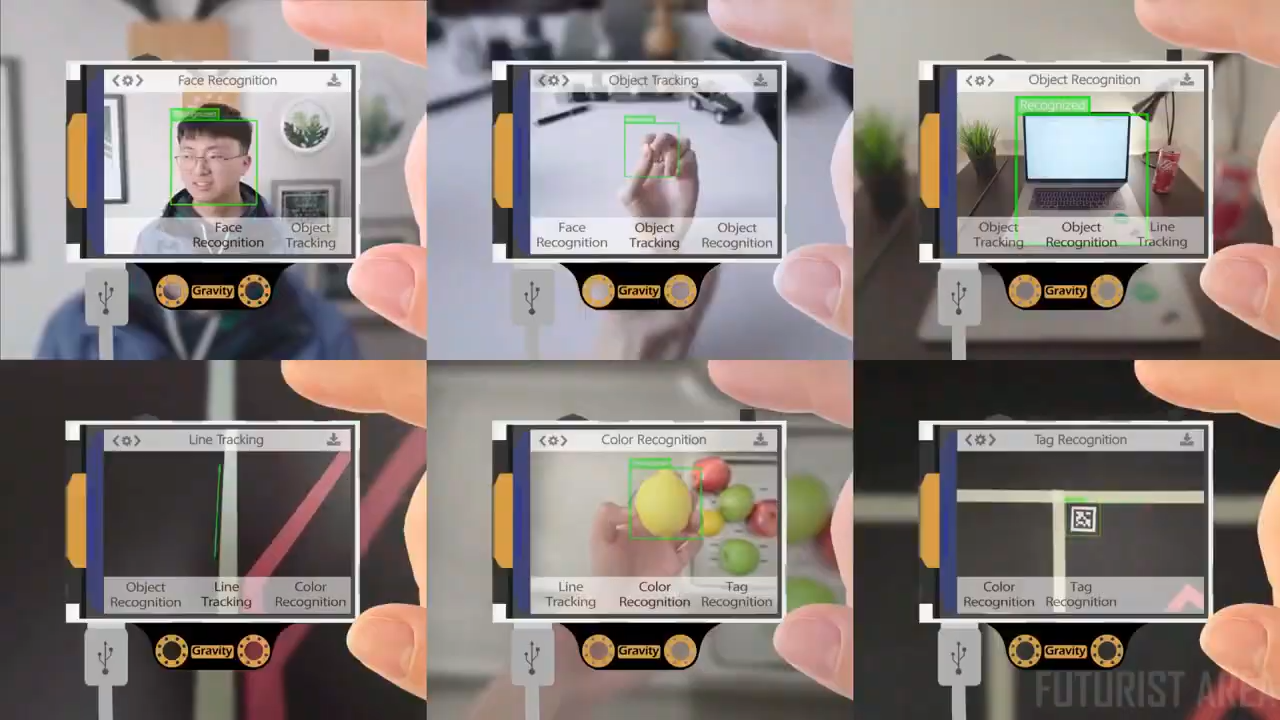 Face Recognition
Recognized
Face
Recognition
Object
Tracking
Gravity
Object Tracking
Face
Recognition
Object
Tracking
Object
Recognition
Gravity
Object Recognition
Recognized
Object
Tracking
Object
Recognition
Line
Tracking
Gravity
Line Tracking
Object
Recognition
Line
Tracking
Color
Recognition
Gravity
Color Recognition
Line
Tracking
Color
Recognition
Tag
Recognition
Gravity
Tag Recognition
Color
Recognition
Tag
Recognition
Gravity
FUTURIST AREA